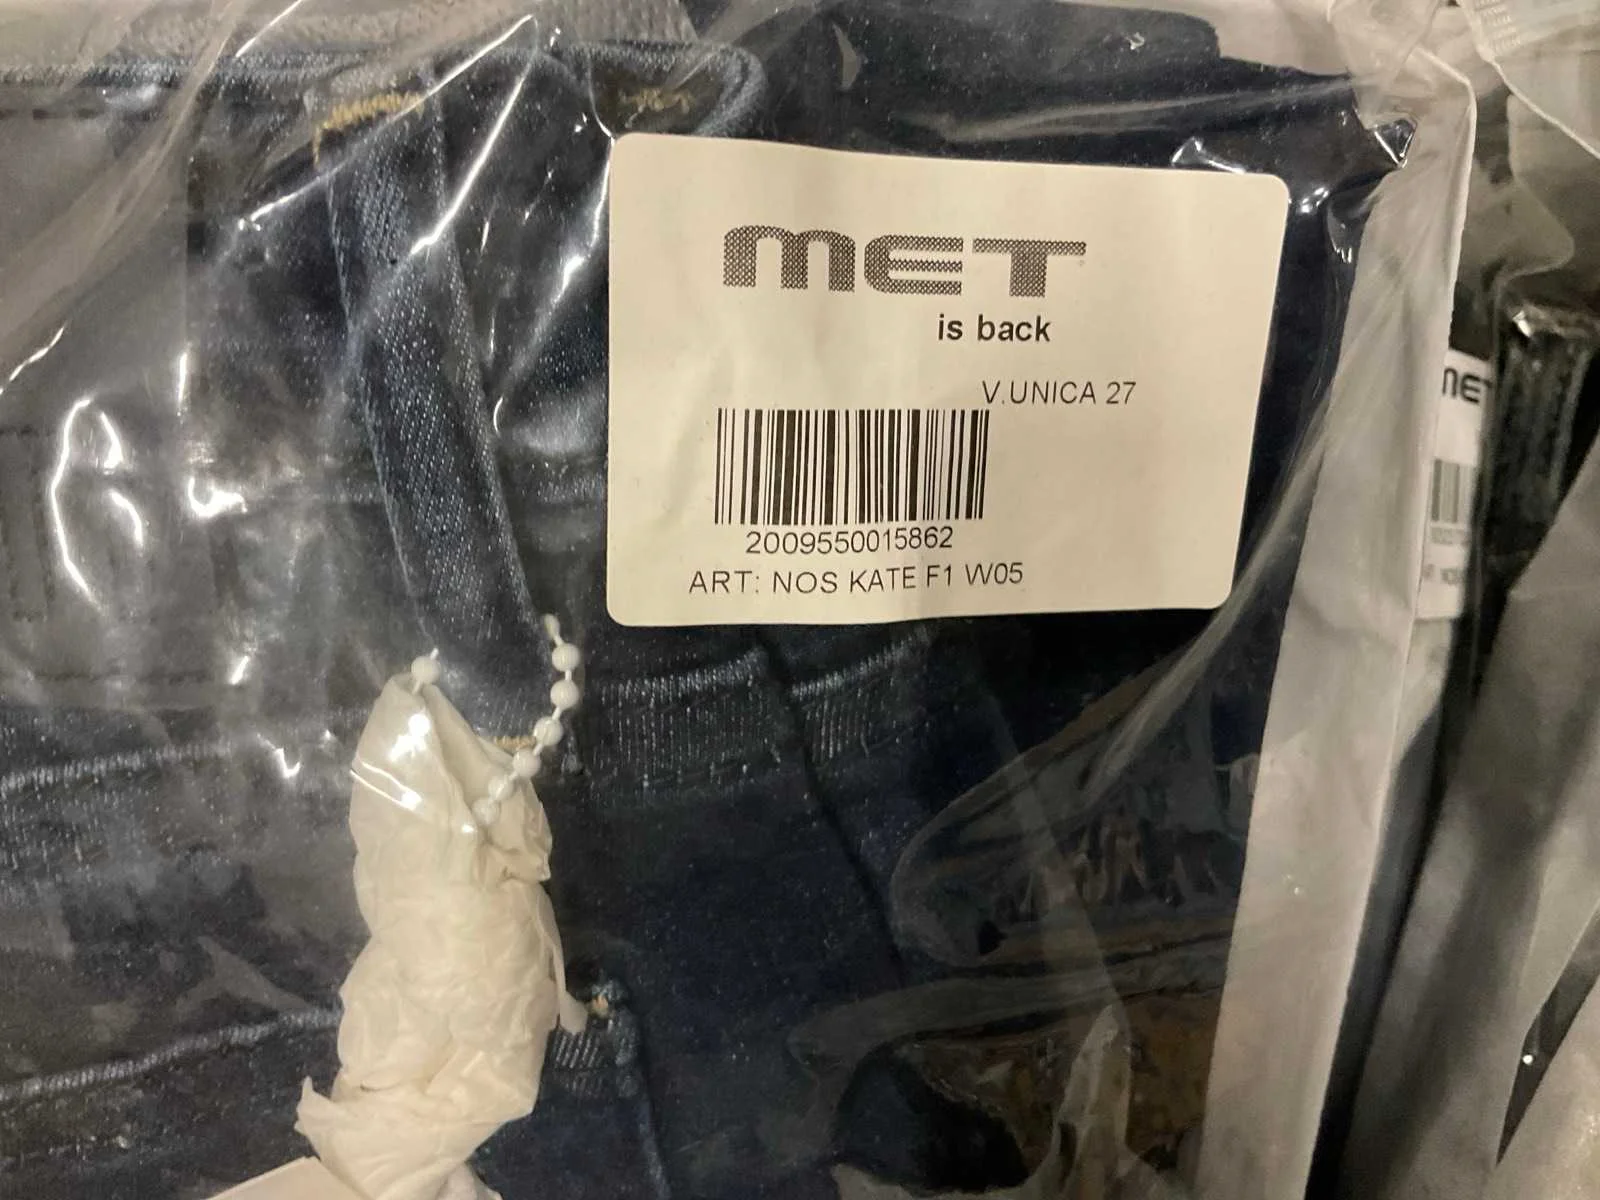 MET
is back
V.UNICA 27
2009550015862
ART: NOS KATE F1 W05
MET